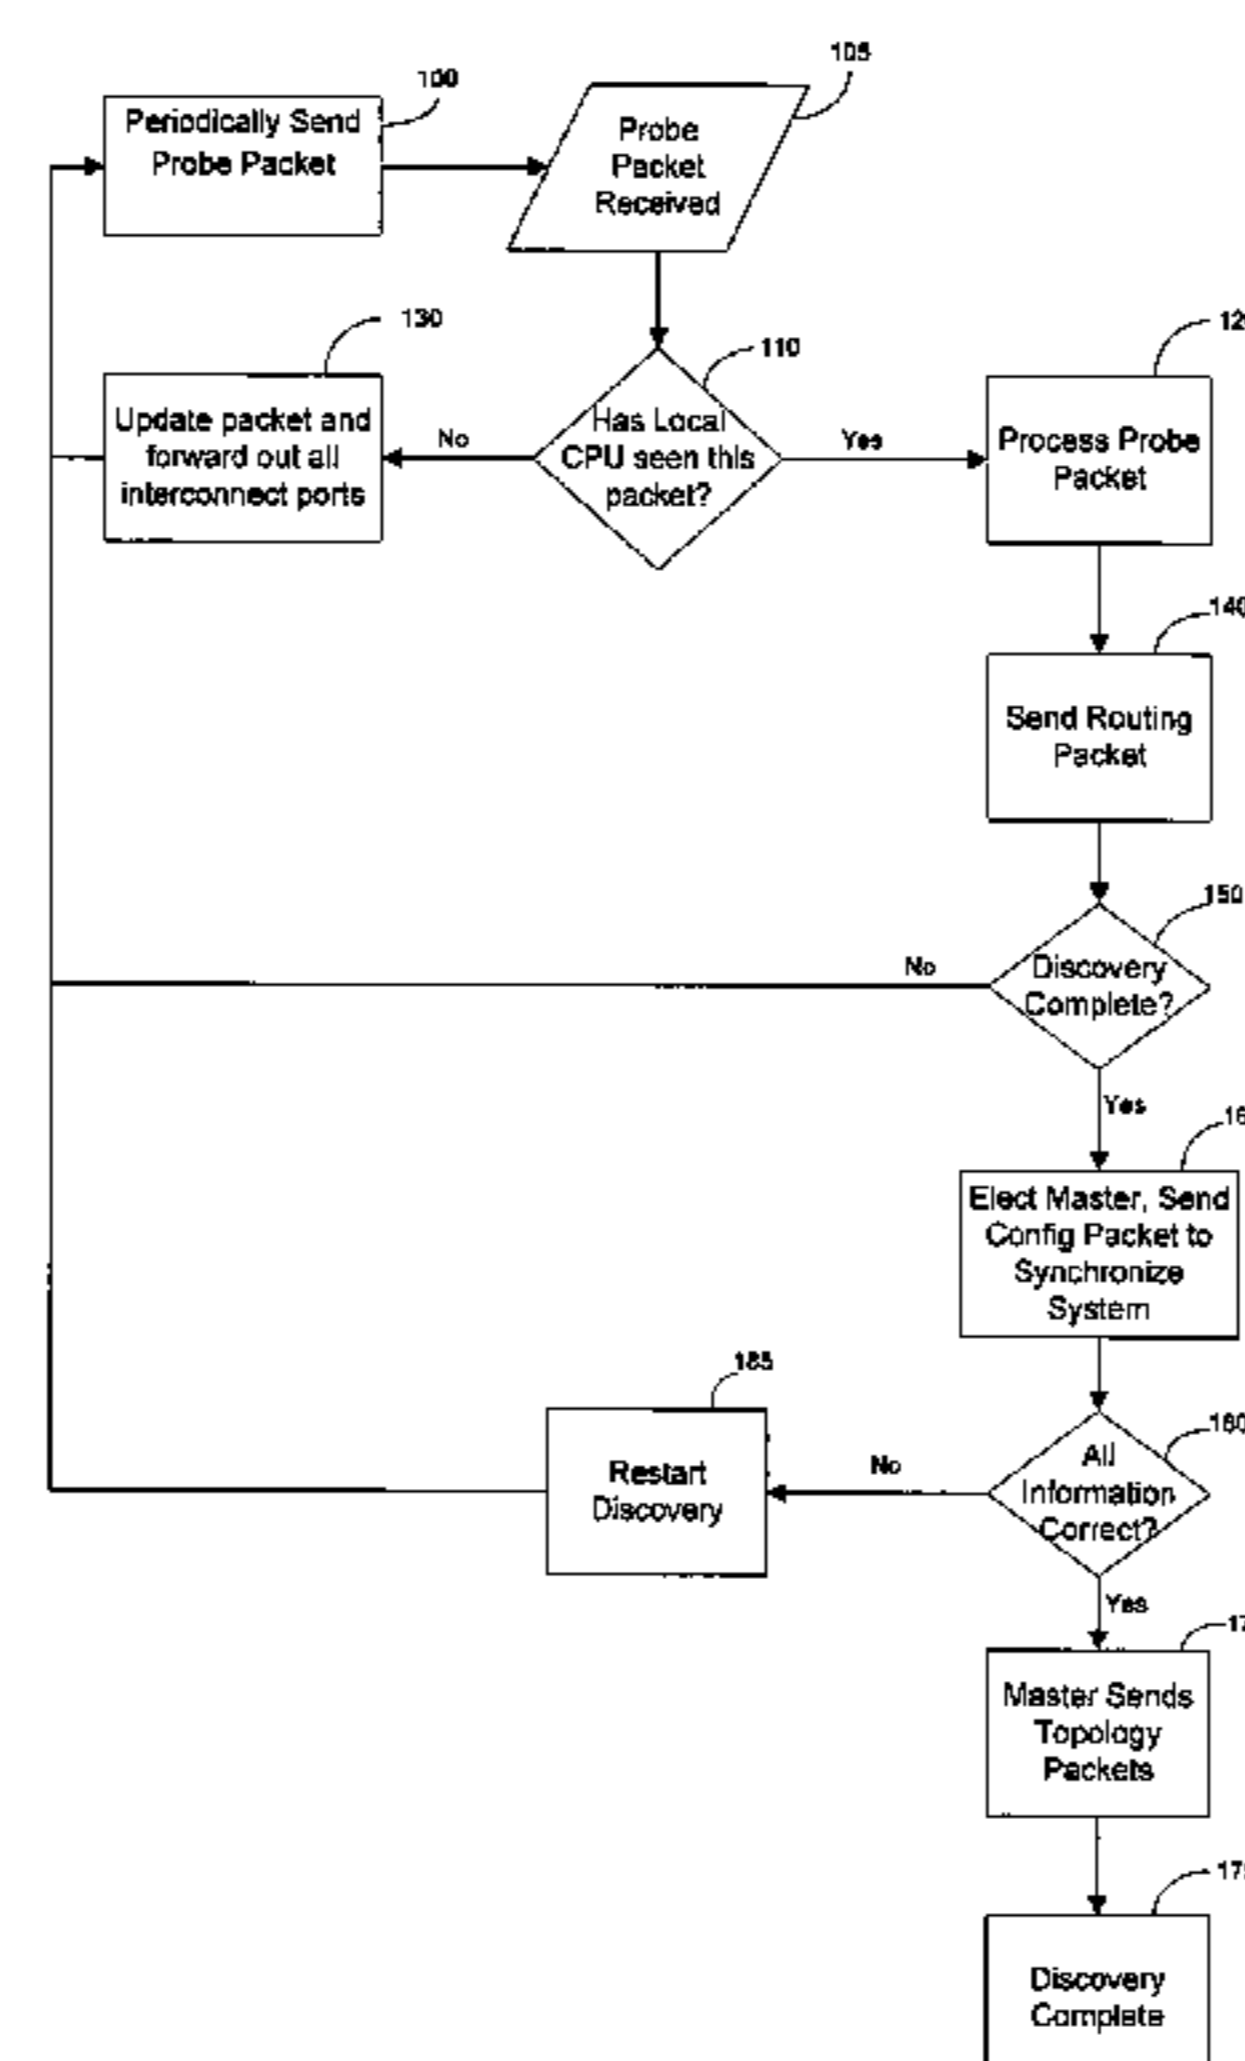 100
Periodically Send
Probe Packet
105
Probe
Packet
Received
130
Update packet and
forward out all
interconnect ports
No
110
Has Local
CPU seen this
packet?
Yes
Process Probe
Packet
140
Send Routing
Packet
150
Discovery
Complete?
No
Yes
Elect Master, Send
Config Packet to
Synchronize
System
All
Information
Correct?
No
Restart
Discovery
Yes
Master Sends
Topology
Packets
Discovery
Complete